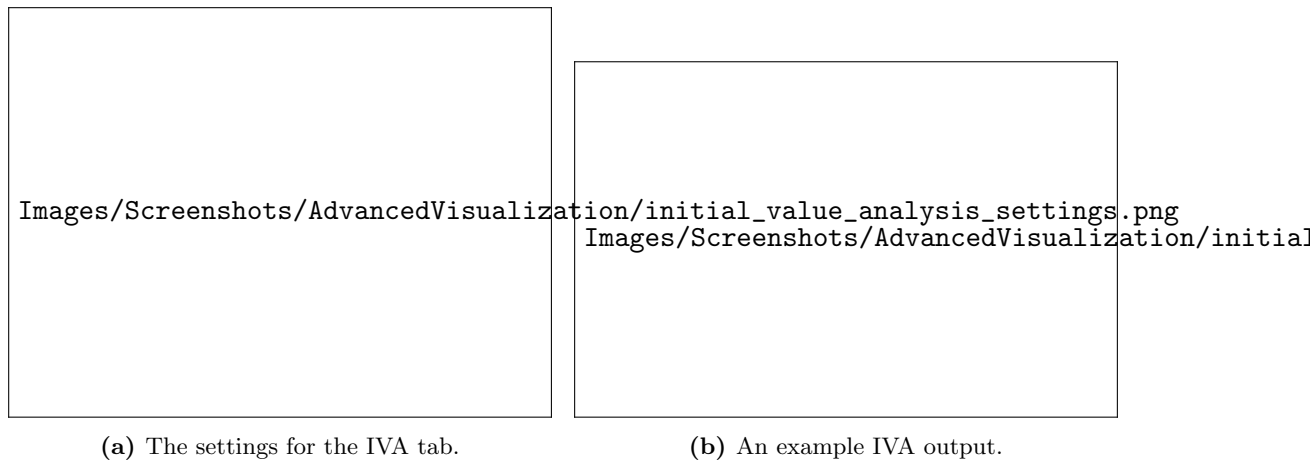 Images/Screenshots/AdvancedVisualization/initial_value_analysis_settings.png
Images/Screenshots/AdvancedVisualization/initial
(a) The settings for the IVA tab.
(b) An example IVA output.